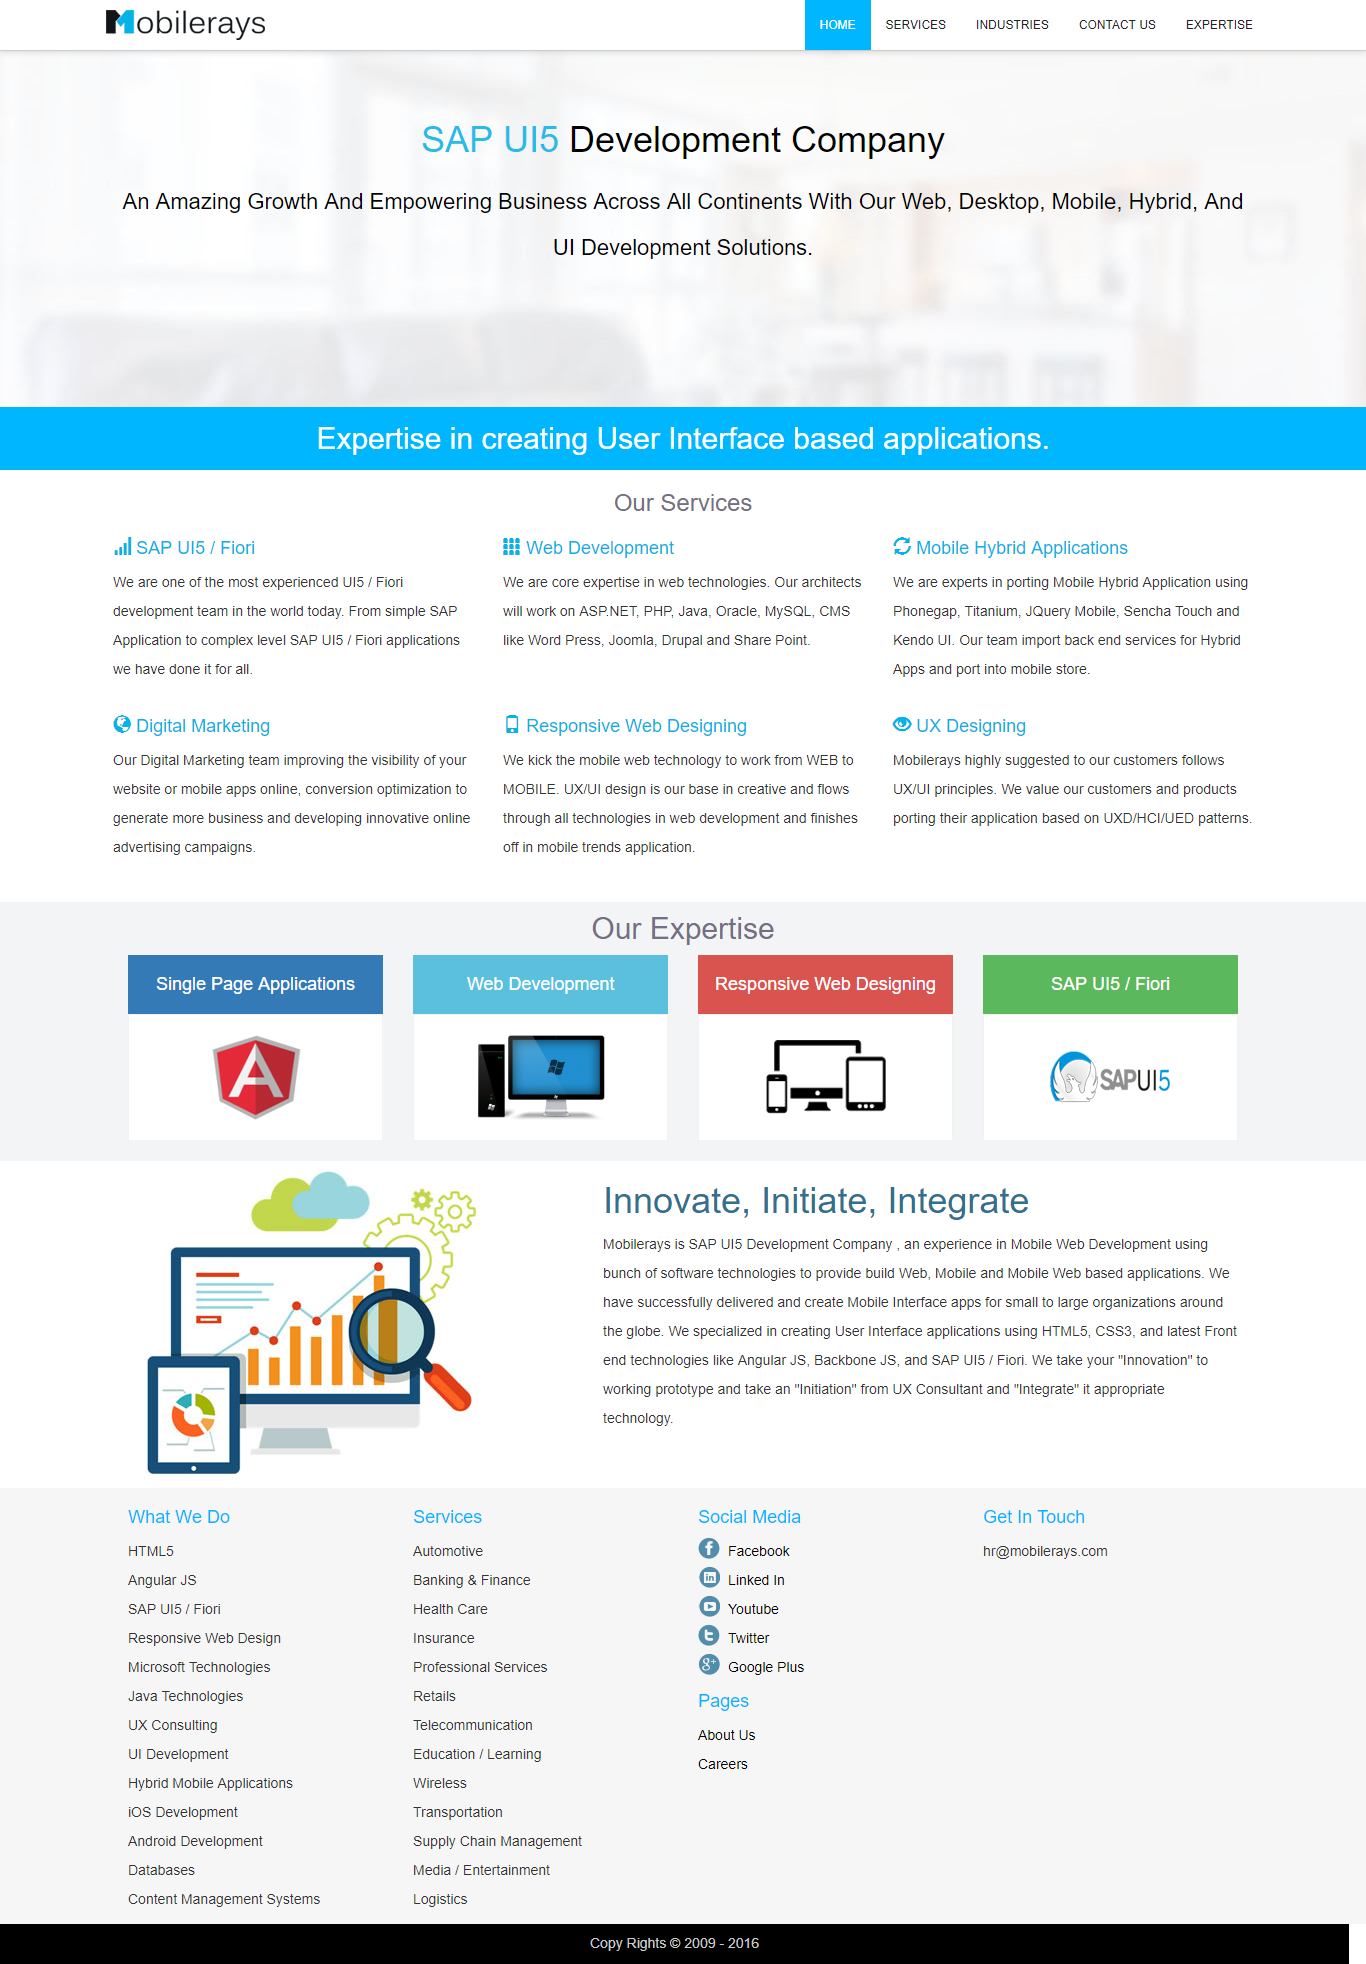 Mobilerays
HOME SERVICES INDUSTRIES CONTACT US EXPERTISE
SAP UI5 Development Company
An Amazing Growth And Empowering Business Across All Continents With Our Web, Desktop, Mobile, Hybrid, And
UI Development Solutions.
Expertise in creating User Interface based applications.
Our Services
SAP UI5 / Fiori
We are one of the most experienced UI5 / Fiori
development team in the world today. From simple SAP
Application to complex level SAP UI5 / Fiori applications
we have done it for all.
Web Development
We are core expertise in web technologies. Our architects
will work on ASP.NET, PHP, Java, Oracle, MySQL, CMS
like Word Press, Joomla, Drupal and Share Point.
Mobile Hybrid Applications
We are experts in porting Mobile Hybrid Application using
Phonegap, Titanium, JQuery Mobile, Sencha Touch and
Kendo UI. Our team import back end services for Hybrid
Apps and port into mobile store.
Digital Marketing
Our Digital Marketing team improving the visibility of your
website or mobile apps online, conversion optimization to
generate more business and developing innovative online
advertising campaigns.
Responsive Web Designing
We kick the mobile web technology to work from WEB to
MOBILE. UX/UI design is our base in creative and flows
through all technologies in web development and finishes
off in mobile trends application.
UX Designing
Mobilerays highly suggested to our customers follows
UX/UI principles. We value our customers and products
porting their application based on UXD/HCI/UED patterns.
Our Expertise
Single Page Applications
A
Web Development
Responsive Web Designing
SAP UI5 / Fiori
SAPUI5
Innovate, Initiate, Integrate
Mobilerays is SAP UI5 Development Company , an experience in Mobile Web Development using
bunch of software technologies to provide build Web, Mobile and Mobile Web based applications. We
have successfully delivered and create Mobile Interface apps for small to large organizations around
the globe. We specialized in creating User Interface applications using HTML5, CSS3, and latest Front
end technologies like Angular JS, Backbone JS, and SAP UI5 / Fiori. We take your "Innovation" to
working prototype and take an "Initiation" from UX Consultant and "Integrate" it appropriate
technology.
What We Do
HTML5
Angular JS
SAP UI5 / Fiori
Responsive Web Design
Microsoft Technologies
Java Technologies
UX Consulting
UI Development
Hybrid Mobile Applications
iOS Development
Android Development
Databases
Content Management Systems
Services
Automotive
Banking & Finance
Health Care
Insurance
Professional Services
Retails
Telecommunication
Education / Learning
Wireless
Transportation
Supply Chain Management
Media / Entertainment
Logistics
Social Media
Facebook
Linked In
Youtube
Twitter
Google Plus
Pages
About Us
Careers
Get In Touch
hr@mobilerays.com
Copy Rights © 2009 - 2016